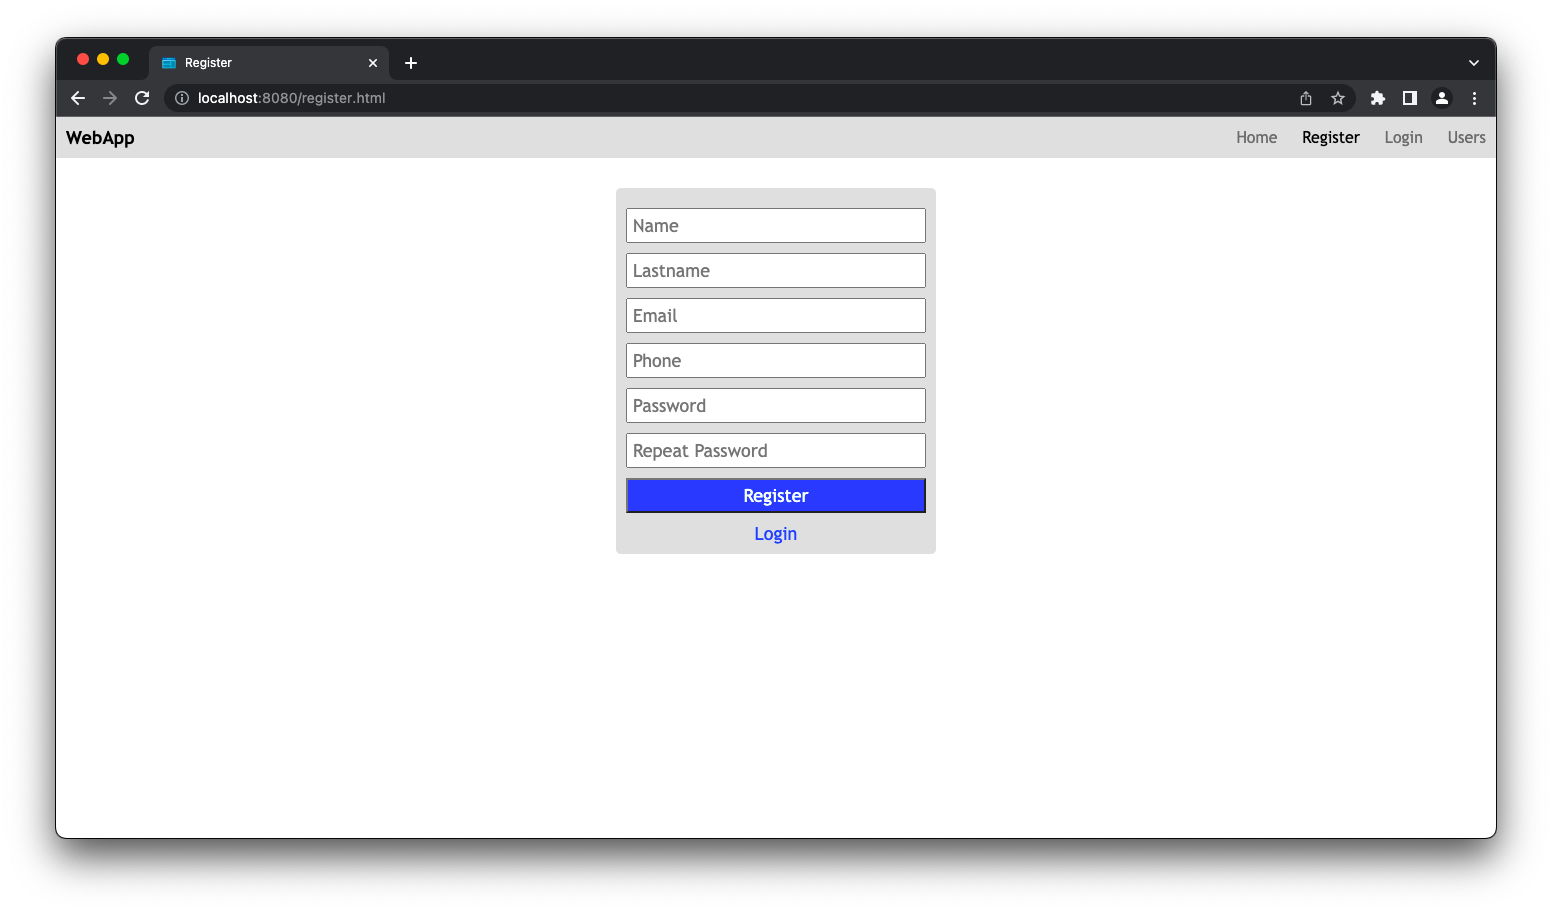 Register
localhost:8080/register.html
WebApp
Home Register Login Users
Name
Lastname
Email
Phone
Password
Repeat Password
Register
Login